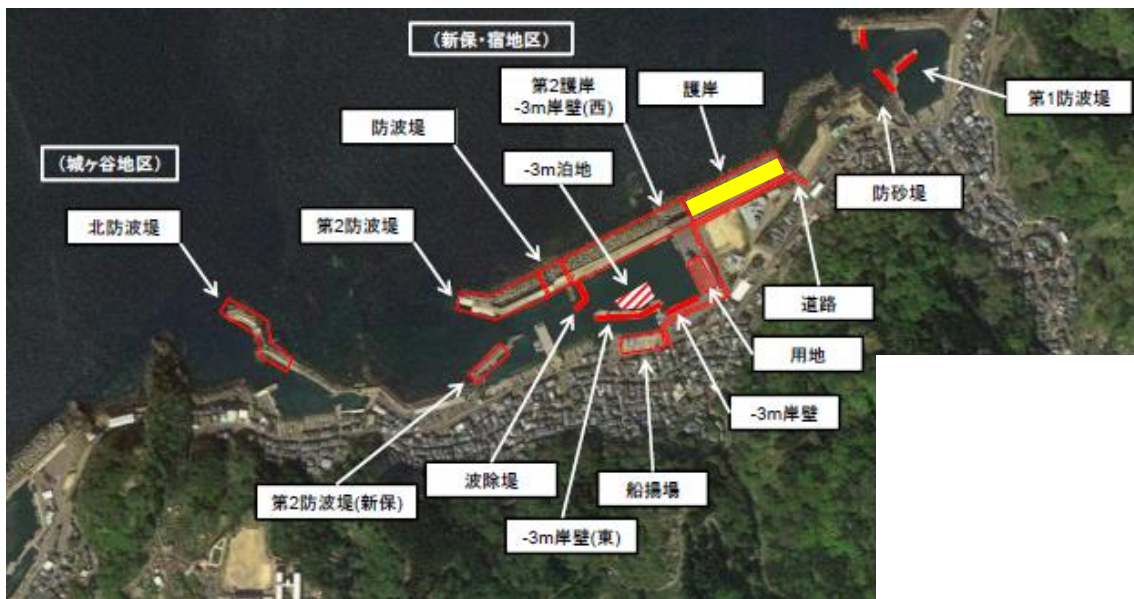 (新保・宿地区)
第2護岸
-3m岸壁(西)
護岸
第1防波堤
防波堤
-3m泊地
(城ヶ谷地区)
防砂堤
北防波堤
第2防波堤
道路
用地
-3m岸壁
波除堤
船揚場
第2防波堤(新保)
-3m岸壁(東)